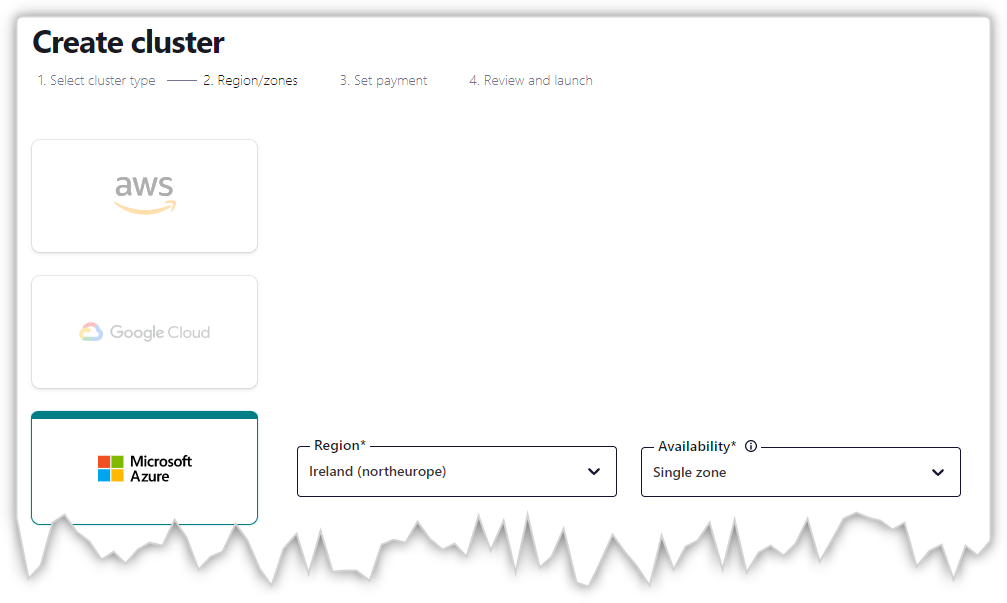 Create cluster
1. Select cluster type 2. Region/zones 3. Set payment 4. Review and launch
aws
Google Cloud
Microsoft
Azure
Region*
Ireland (northeurope)
Availability*
Single zone